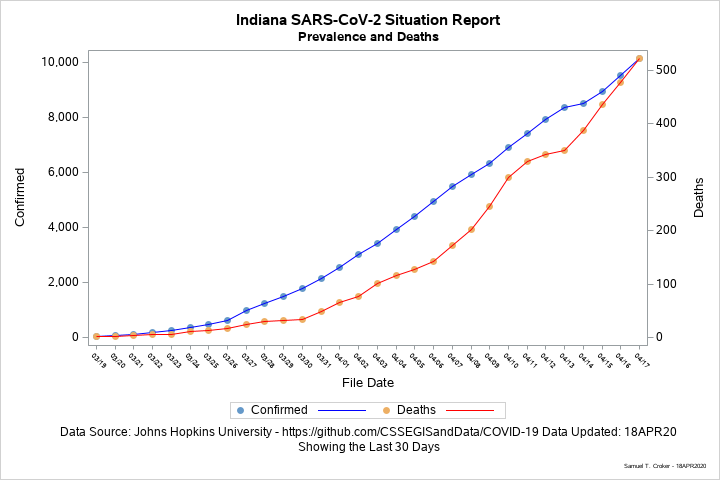 Indiana SARS-CoV-2 Situation Report
Prevalence and Deaths
10,000
8,000
6,000
4,000
2,000
0
Confirmed
500
400
300
200
100
0
Deaths
03/19 03/20 03/21 03/22 03/23 03/24 03/25 03/26 03/27 03/28 03/29 03/30 03/31 04/01 04/02 04/03 04/04 04/05 04/06 04/07 04/08 04/09 04/10 04/11 04/12 04/13 04/14 04/15 04/16 04/17
File Date
Confirmed Deaths
Data Source: Johns Hopkins University - https://github.com/CSSEGISandData/COVID-19 Data Updated: 18APR20
Showing the Last 30 Days
Samuel T. Croker - 18APR2020